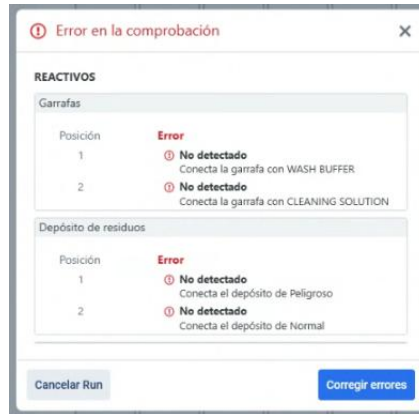 Error en la comprobación
REACTIVOS
Garrafas
Posición Error
1 No detectado
Conecta la garrafa con WASH BUFFER
2 No detectado
Conecta la garrafa con CLEANING SOLUTION
Depósito de residuos
Posición Error
1 No detectado
Conecta el depósito de Peligroso
2 No detectado
Conecta el depósito de Normal
Cancelar Run Corregir errores